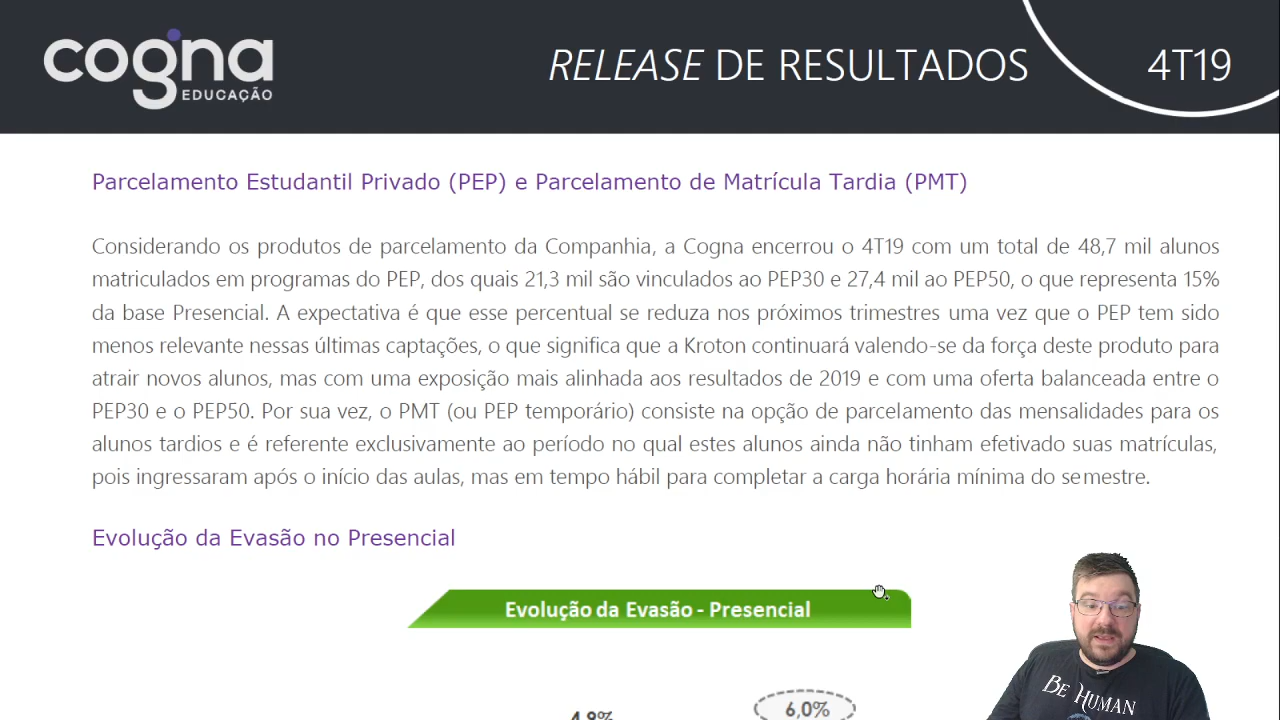 cogna
EDUCAÇÃO
RELEASE DE RESULTADOS
4T19
Parcelamento Estudantil Privado (PEP) e Parcelamento de Matrícula Tardia (PMT)
Considerando os produtos de parcelamento da Companhia, a Cogna encerrou o 4T19 com um total de 48,7 mil alunos
matriculados em programas do PEP, dos quais 21,3 mil são vinculados ao PEP30 e 27,4 mil ao PEP50, o que representa 15%
da base Presencial. A expectativa é que esse percentual se reduza nos próximos trimestres uma vez que o PEP tem sido
menos relevante nessas últimas captações, o que significa que a Kroton continuará valendo-se da força deste produto para
atrair novos alunos, mas com uma exposição mais alinhada aos resultados de 2019 e com uma oferta balanceada entre o
PEP30 e o PEP50. Por sua vez, o PMT (ou PEP temporário) consiste na opção de parcelamento das mensalidades para os
alunos tardios e é referente exclusivamente ao período no qual estes alunos ainda não tinham efetivado suas matrículas,
pois ingressaram após o início das aulas, mas em tempo hábil para completar a carga horária mínima do semestre.
Evolução da Evasão no Presencial
Evolução da Evasão - Presencial
4,8%
6,0%
BE HUMAN